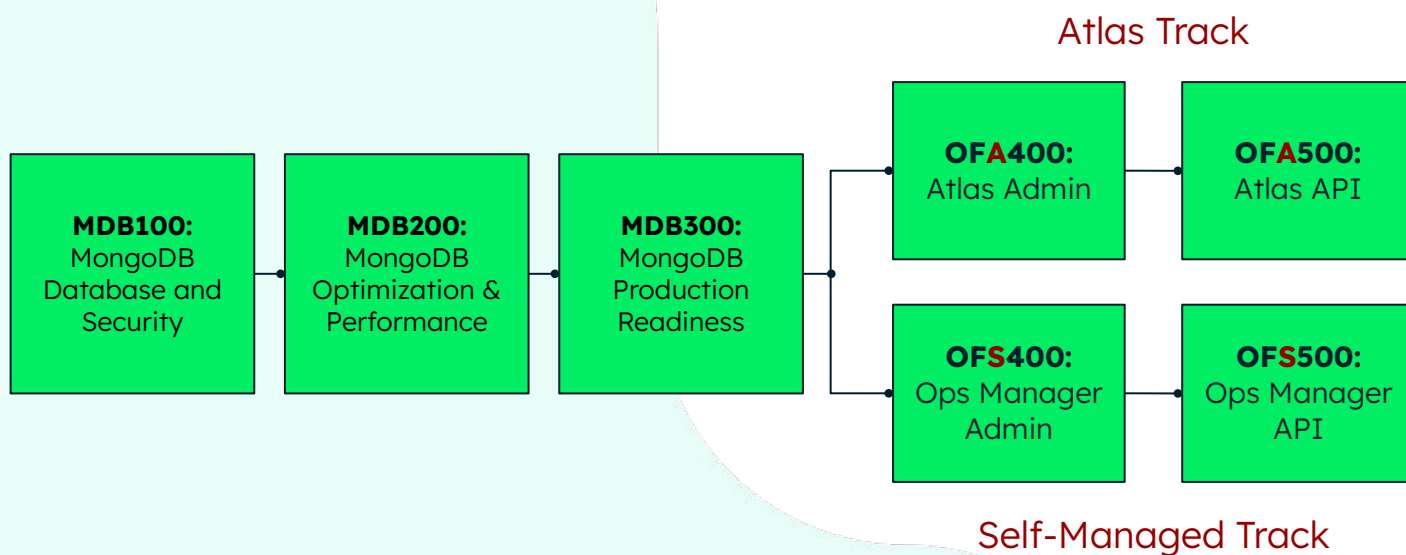 Atlas Track
MDB100:
MongoDB
Database and
Security
MDB200:
MongoDB
Optimization &
Performance
MDB300:
MongoDB
Production
Readiness
OFA400:
Atlas Admin
OFA500:
Atlas API
OFS400:
Ops Manager
Admin
OFS500:
Ops Manager
API
Self-Managed Track